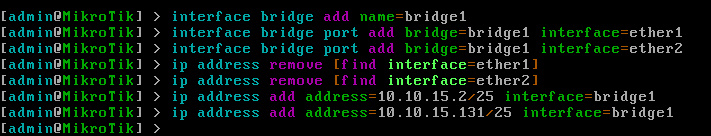 [admin@MikroTik] > interface bridge add name=bridge1
[admin@MikroTik] > interface bridge port add bridge=bridge1 interface=ether1
[admin@MikroTik] > interface bridge port add bridge=bridge1 interface=ether2
[admin@MikroTik] > ip address remove [find interface=ether1]
[admin@MikroTik] > ip address remove [find interface=ether2]
[admin@MikroTik] > ip address add address=10.10.15.2/25 interface=bridge1
[admin@MikroTik] > ip address add address=10.10.15.131/25 interface=bridge1
[admin@MikroTik] >